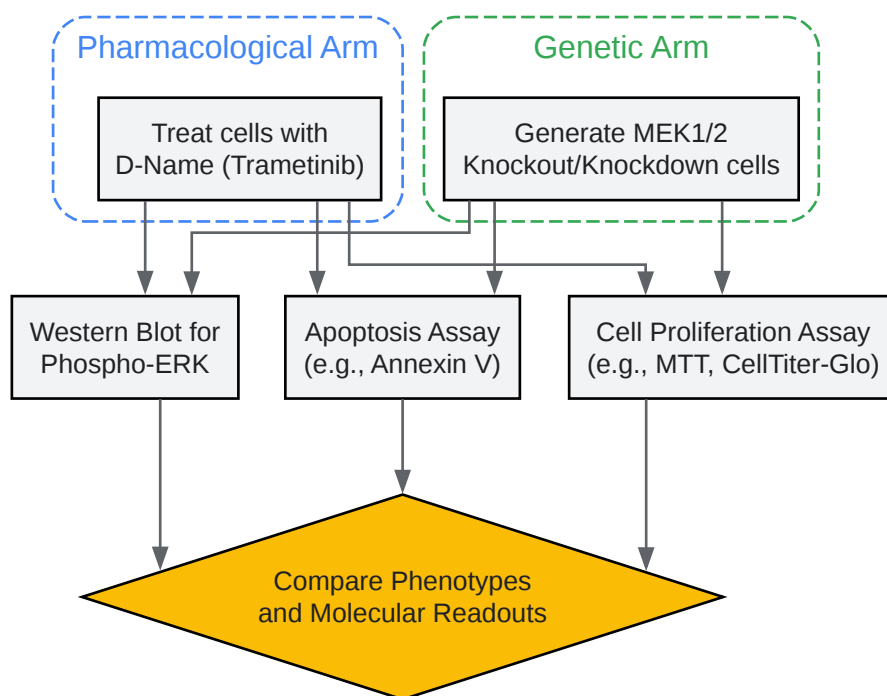 Pharmacological Arm
Genetic Arm
Treat cells with
D-Name (Trametinib)
Generate MEK1/2
Knockout/Knockdown cells
Western Blot for
Phospho-ERK
Apoptosis Assay
(e.g., Annexin V)
Cell Proliferation Assay
(e.g., MTT, CellTiter-Glo)
Compare Phenotypes
and Molecular Readouts